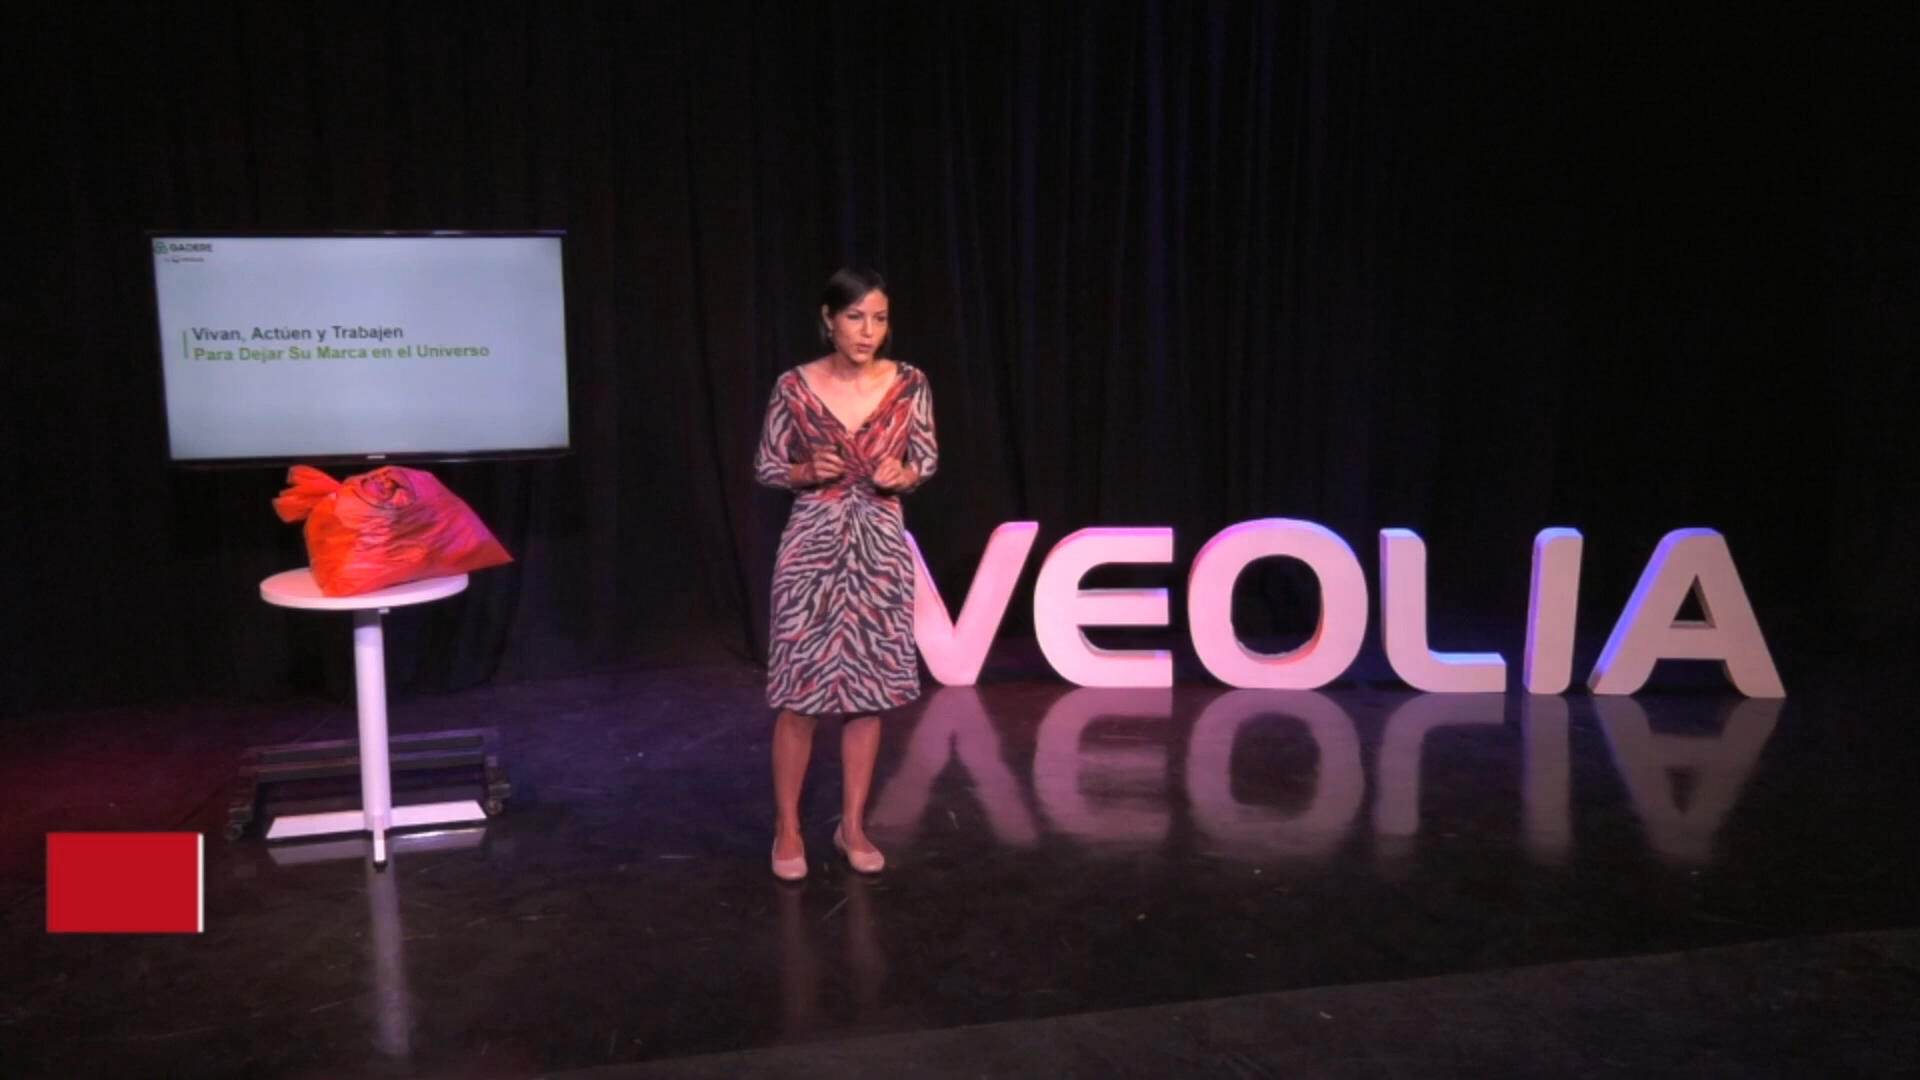 GADERE
Vivan, Actúen y Trabajen
Para Dejar Su Marca en el Universo
VEOLIA